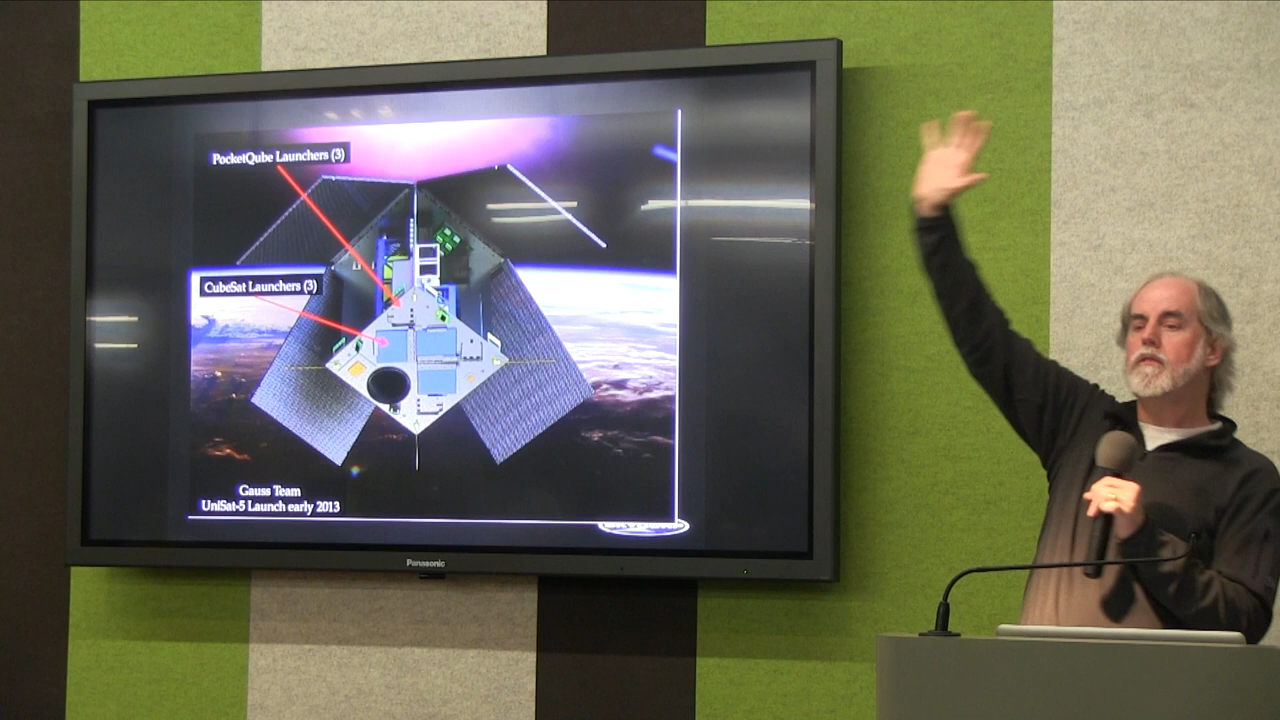 PocketQube Launchers (3)
CubeSat Launchers (3)
Gauss Team
UniSat-5 Launch early 2013
Panasonic